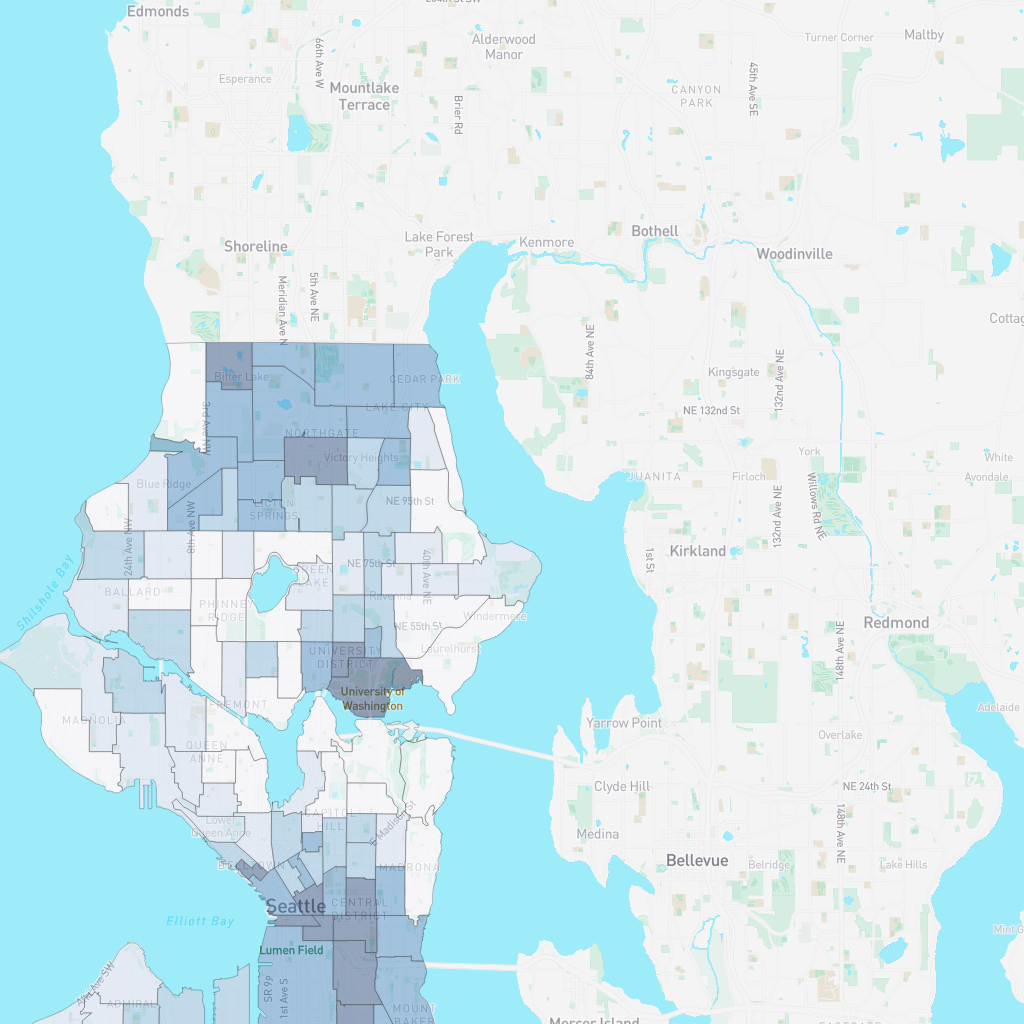 204th St SW
Edmonds
66th Ave W
Alderwood
Manor
Turner Corner
Maltby
Esperance
Mountlake
Terrace
Brier Rd
CANYON
PARK
45th Ave SE
Shoreline
Lake Forest
Park
Kenmore
Bothell
Woodinville
Meridian Ave N
5th Ave NE
Cottag
84th Ave NE
Bitter Lake
CEDAR PARK
Kingsgate
132nd Ave NE
3rd Ave NW
LAKE CITY
NE 132nd St
NORTHGATE
Victory Heights
York
White
Blue Ridge
JUANITA
Firloch
Avondale
NE 95th St
LICTON
SPRINGS
8th Ave NW
24th Ave NW
132nd Ave NE
Willows Rd NE
Kirkland
1st St
Shilshole Bay
GREEN
LAKE
NE 75th St
40th Ave NE
BALLARD
PHINNEY
RIDGE
Ravenna
NE 55th St
Windermere
Redmond
UNIVERSITY
DISTRICT
Laurelhurst
148th Ave NE
University of
Washington
FREMONT
MAGNOLIA
Yarrow Point
Adelaide
Overlake
QUEEN
ANNE
Clyde Hill
NE 24th St
CAPITOL
HILL
E Madison St
Lower
Queen Anne
Medina
148th Ave NE
BELLTOWN
MADRONA
Bellevue
Belridge
Lake Hills
Seattle
CENTRAL
DISTRICT
Elliott Bay
Lumen Field
Mint G
SR 99
1st Ave S
ADMIRAL
MOUNT
BAKER
Mercer Island